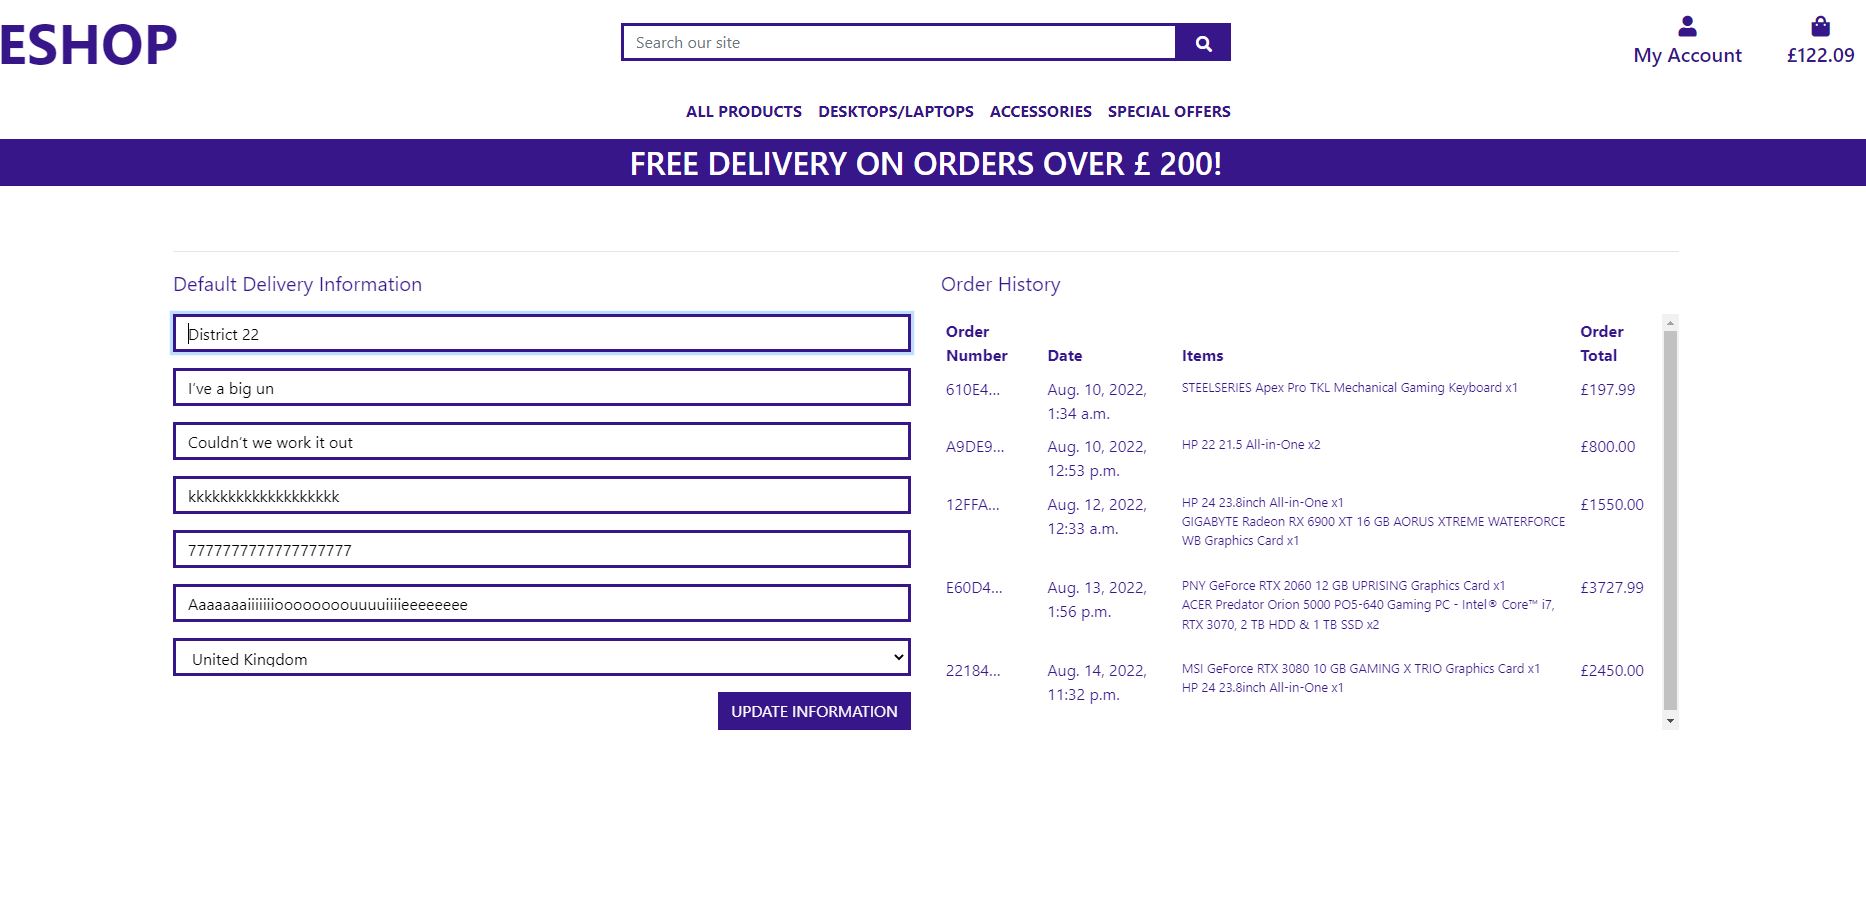 ESHOP
Search our site
My Account
£122.09
ALL PRODUCTS DESKTOPS/LAPTOPS ACCESSORIES SPECIAL OFFERS
FREE DELIVERY ON ORDERS OVER £ 200!
Default Delivery Information
District 22
I've a big un
Couldn't we work it out
kkkkkkkkkkkkkkkkkkk
7777777777777777777
Aaaaaaaiiiiiiioooooooouuuuiiiieeeeeeee
United Kingdom
UPDATE INFORMATION
Order History
Order Number Date Items Order Total
610E4... Aug. 10, 2022, 1:34 a.m. STEELSERIES Apex Pro TKL Mechanical Gaming Keyboard x1 £197.99
A9DE9... Aug. 10, 2022, 12:53 p.m. HP 22 21.5 All-in-One x2 £800.00
12FFA... Aug. 12, 2022, 12:33 a.m. HP 24 23.8inch All-in-One x1
GIGABYTE Radeon RX 6900 XT 16 GB AORUS XTREME WATERFORCE
WB Graphics Card x1 £1550.00
E60D4... Aug. 13, 2022, 1:56 p.m. PNY GeForce RTX 2060 12 GB UPRISING Graphics Card x1
ACER Predator Orion 5000 PO5-640 Gaming PC - Intel® Core™ i7,
RTX 3070, 2 TB HDD & 1 TB SSD x2 £3727.99
22184... Aug. 14, 2022, 11:32 p.m. MSI GeForce RTX 3080 10 GB GAMING X TRIO Graphics Card x1
HP 24 23.8inch All-in-One x1 £2450.00